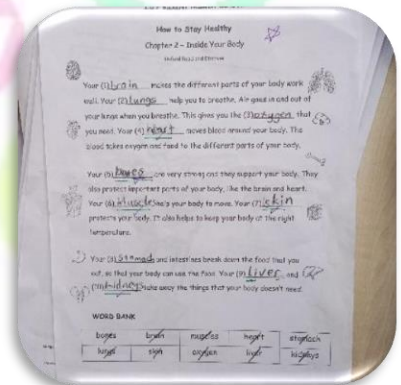 How to Stay Healthy
Chapter 2 – Inside Your Body
Your (1) brain makes the different parts of your body work
well. Your (2) lungs help you to breathe. Air goes in and out of
your lungs when you breathe. This gives you the (3) oxygen that
you need. Your (4) heart moves blood around your body. The
blood takes oxygen and food to the different parts of your body.
Your (5) bones are very strong and they support your body. They
also protect important parts of your body, like the brain and heart.
Your (6) muscles your body to move. Your (7) skin
protects your body. It also helps to keep your body at the right
temperature.
Your (8) stomach and intestines break down the food that you
eat, so that your body can use the food. Your (9) liver and
(10) kidneys take away the things that your body doesn't need.
WORD BANK
bones brain muscles heart stomach
lungs skin oxygen liver kidneys